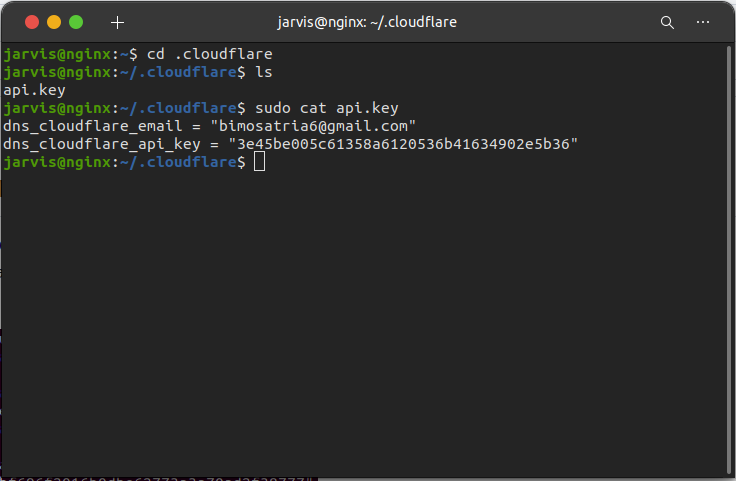 jarvis@nginx: ~/.cloudflare
jarvis@nginx:~$ cd .cloudflare
jarvis@nginx:~/.cloudflare$ ls
api.key
jarvis@nginx:~/.cloudflare$ sudo cat api.key
dns_cloudflare_email = "bimosatria6@gmail.com"
dns_cloudflare_api_key = "3e45be005c61358a6120536b41634902e5b36"
jarvis@nginx:~/.cloudflare$